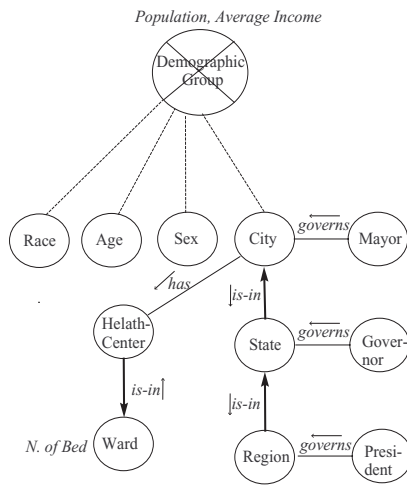 Population, Average Income
Demographic
Group
Race
Age
Sex
City
←
governs
Mayor
↙has
↓is-in
Helath-
Center
State
←
governs
Gover-
nor
is-in↑
↓is-in
N. of Bed
Ward
Region
←
governs
Presi-
dent